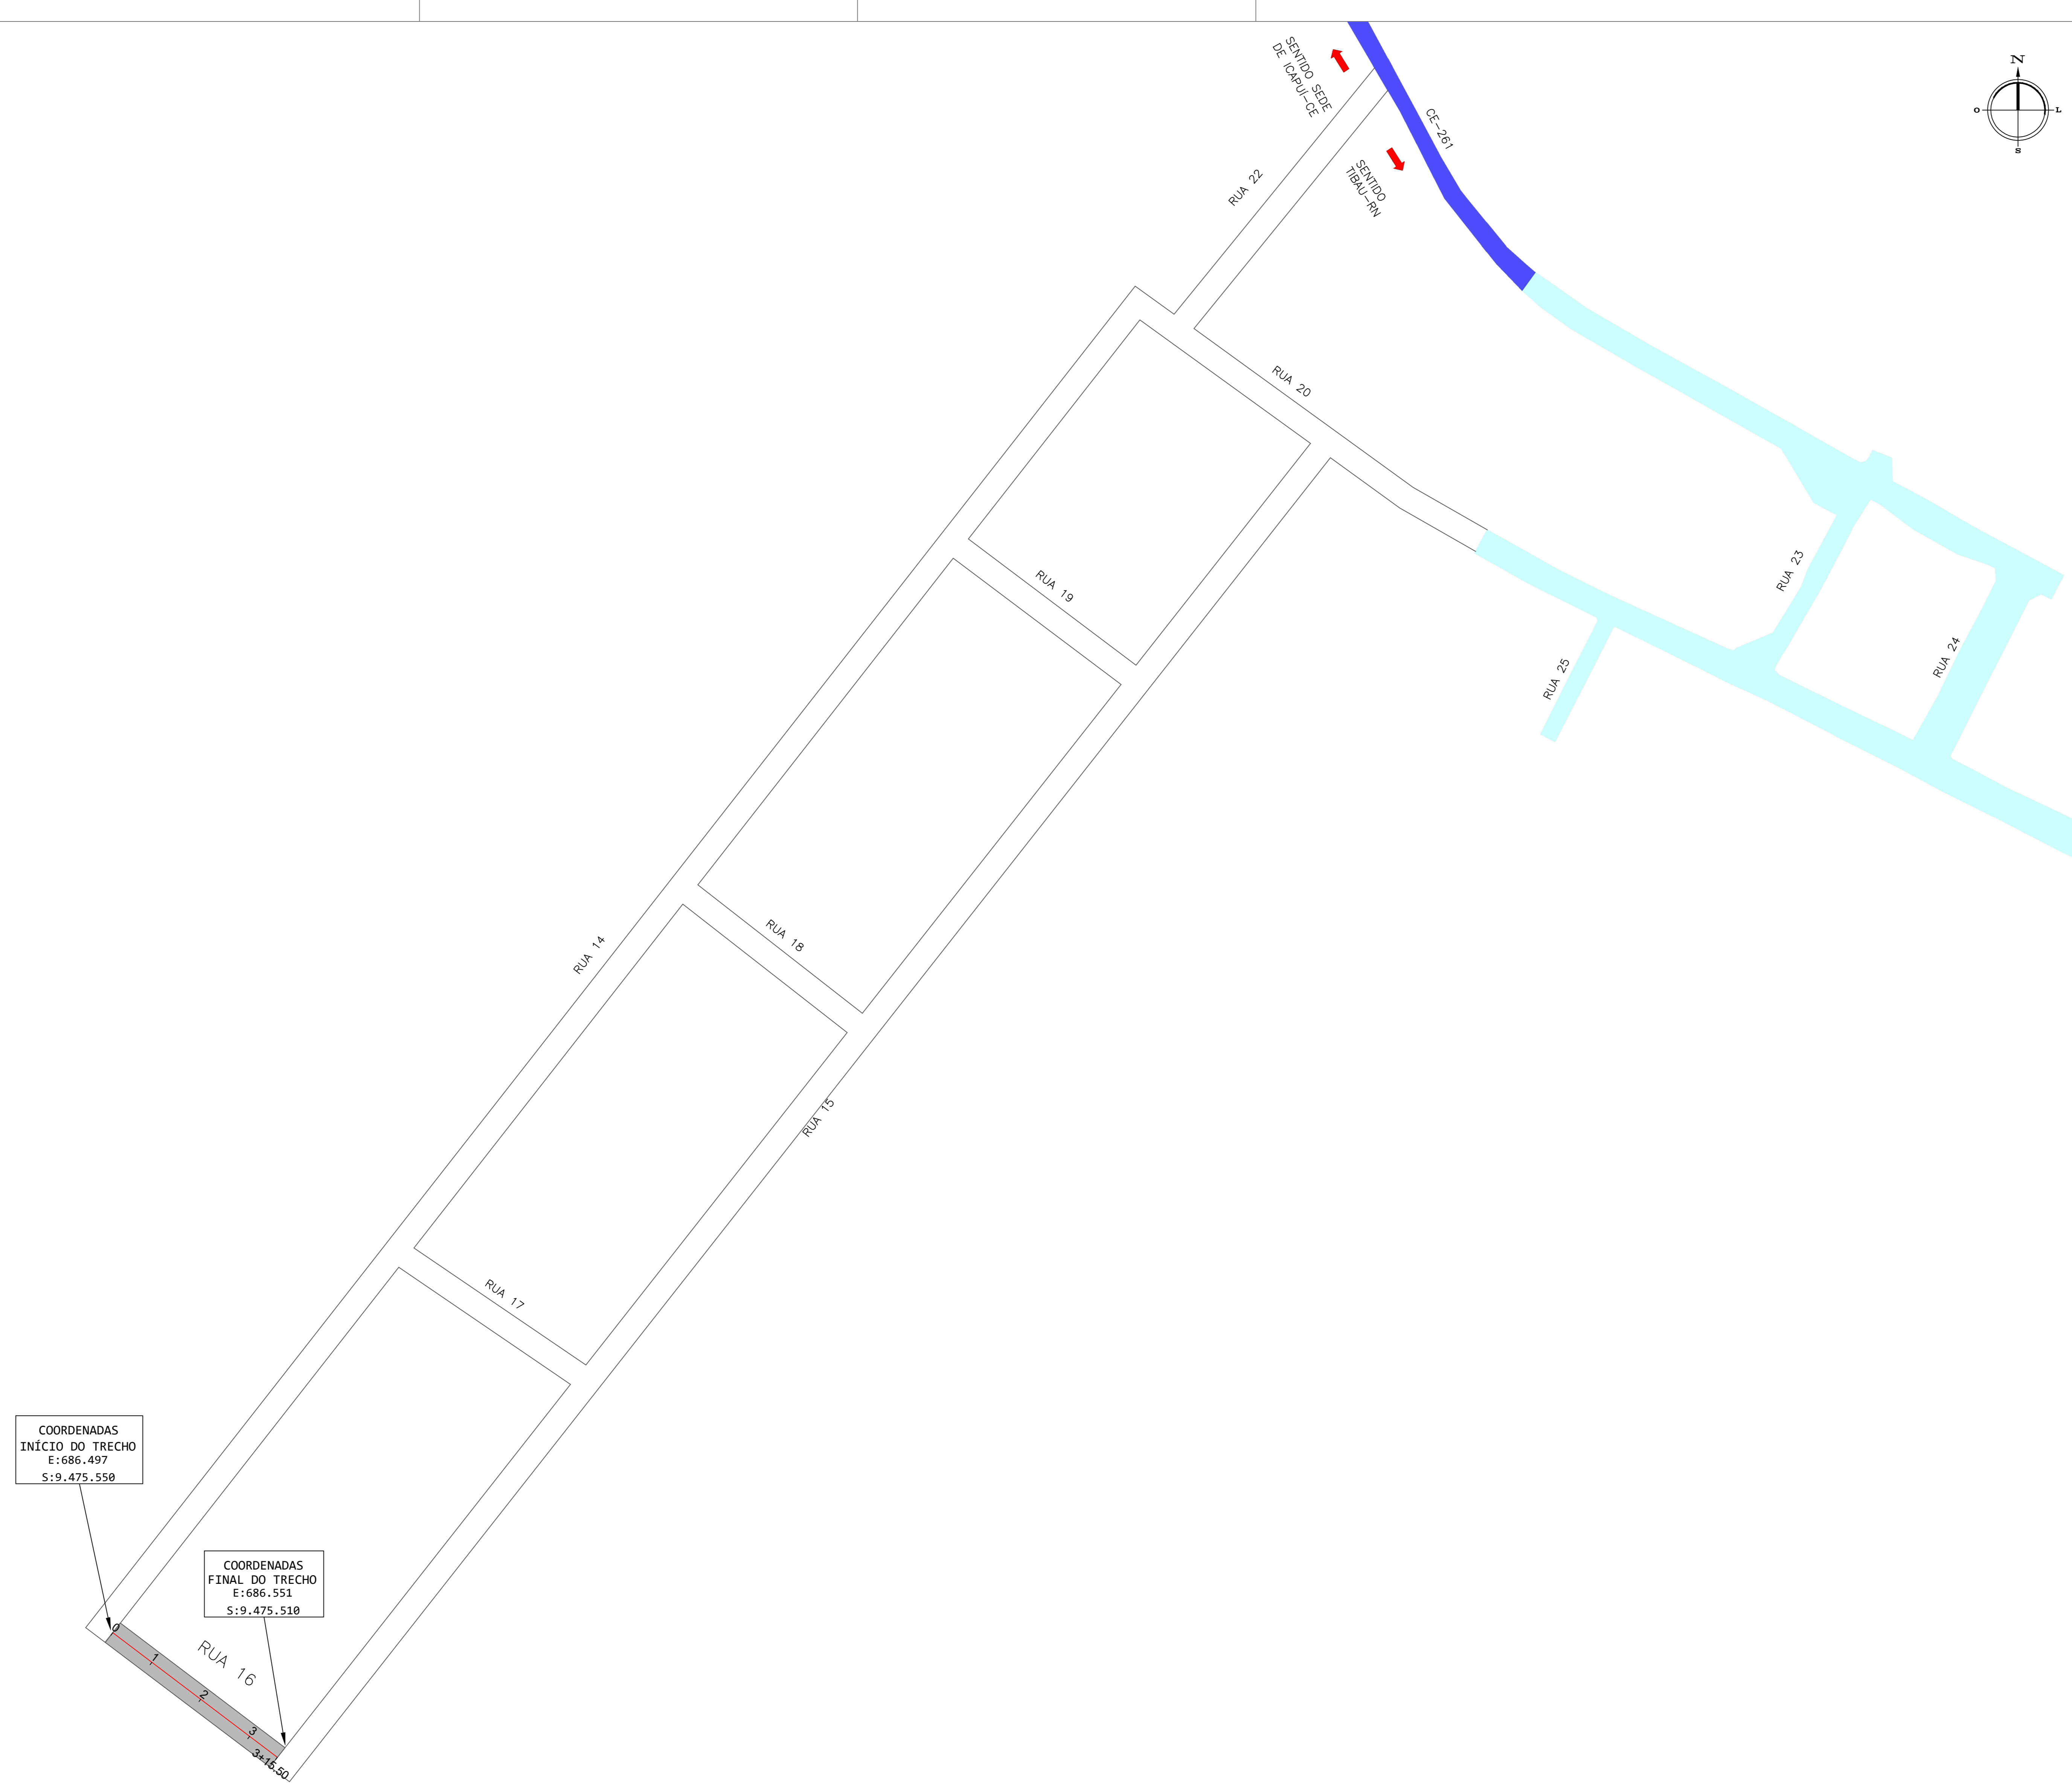 SENTIDO SEDE
DE ICAPUÍ-CE
N
O
L
S
CE-261
SENTIDO
TIBAU-RN
RUA 22
RUA 20
RUA 23
RUA 19
RUA 24
RUA 25
RUA 18
RUA 14
RUA 15
RUA 17
COORDENADAS
INÍCIO DO TRECHO
E:686.497
S:9.475.550
COORDENADAS
FINAL DO TRECHO
E:686.551
S:9.475.510
RUA 16
0
1
2
3
3+15.50